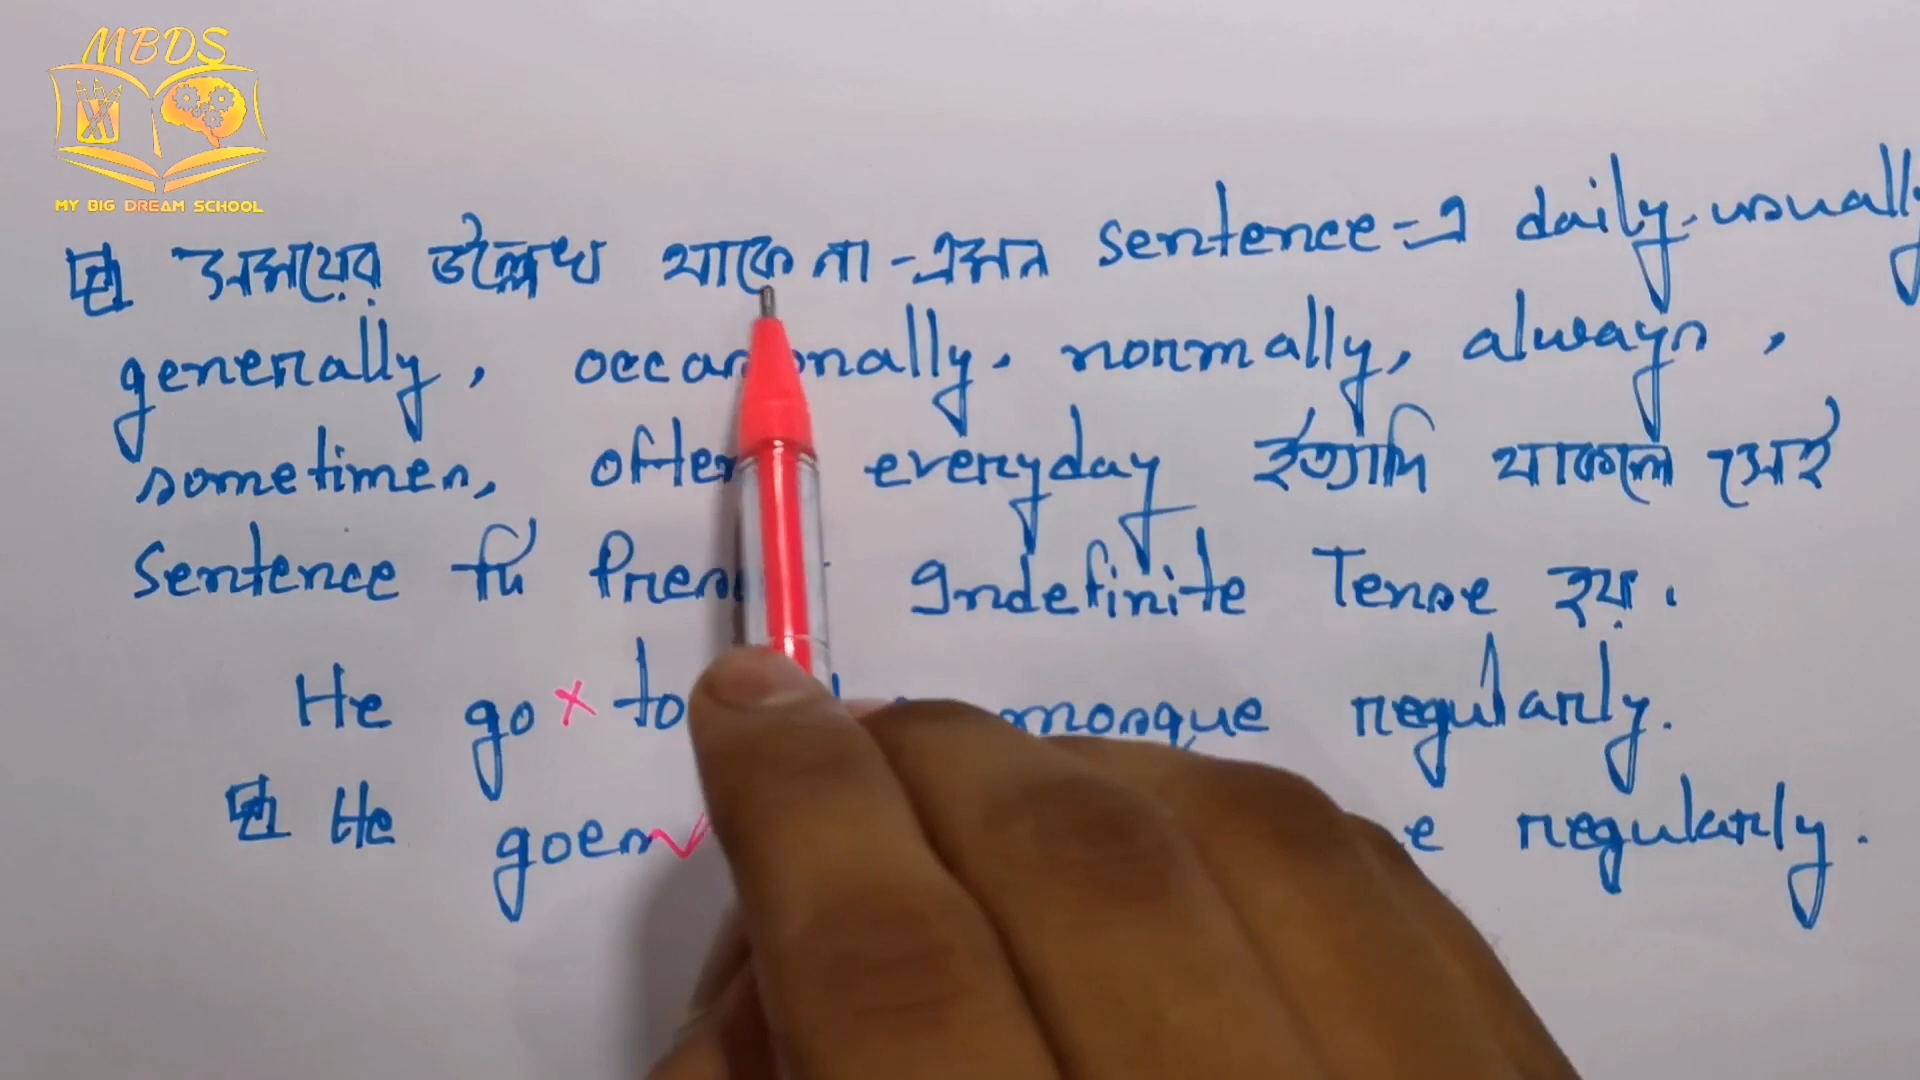 MBDS
MY BIG DREAM SCHOOL
সময়ের উল্লেখ থাকে না - এমন sentence-এ daily, usually
generally, occasionally, normally, always,
sometimes, often everyday ইত্যাদি থাকলে সেই
Sentence টি Present Indefinite Tense হয়.
He go × to mosque regularly.
He goes ✓ regularly.